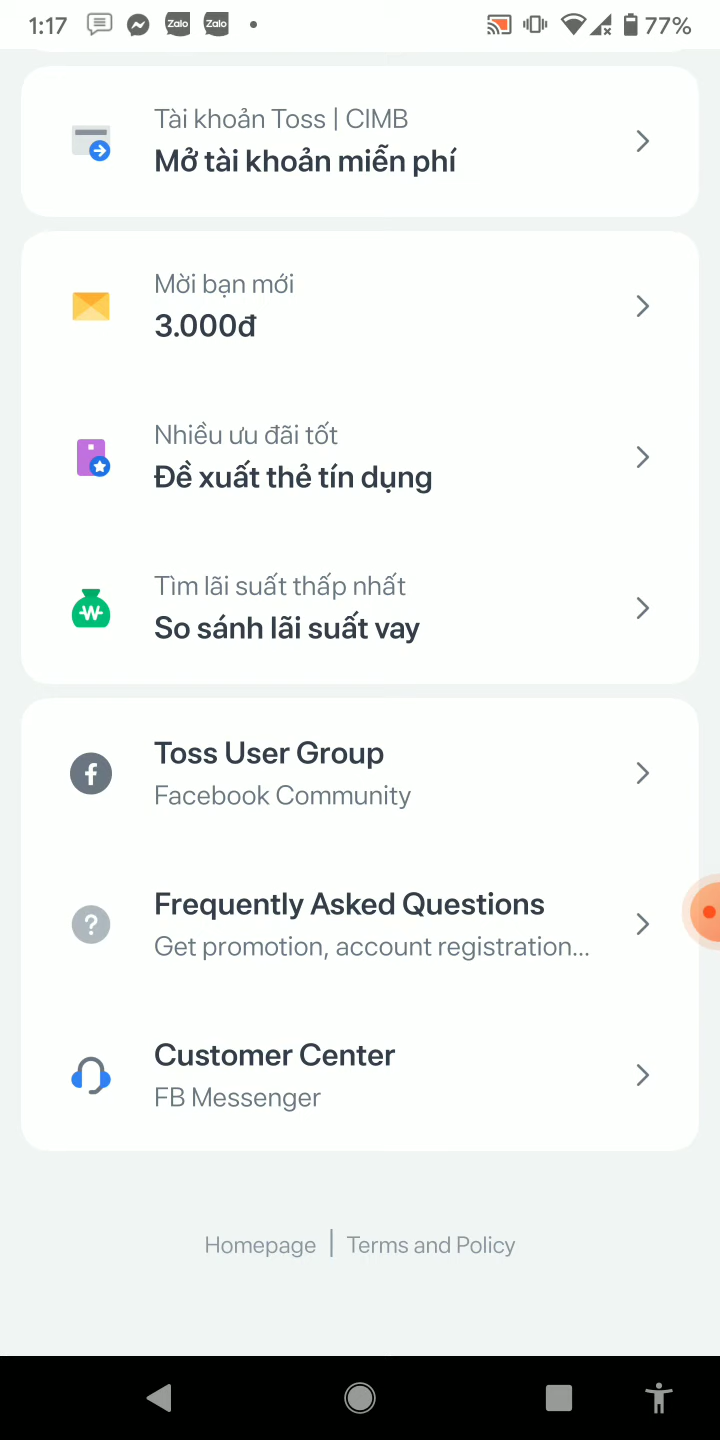 1:17 Zalo Zalo 77%
Tài khoản Toss | CIMB
Mở tài khoản miễn phí
Mời bạn mới
3.000đ
Nhiều ưu đãi tốt
Đề xuất thẻ tín dụng
Tìm lãi suất thấp nhất
So sánh lãi suất vay
Toss User Group
Facebook Community
Frequently Asked Questions
Get promotion, account registration...
Customer Center
FB Messenger
Homepage | Terms and Policy